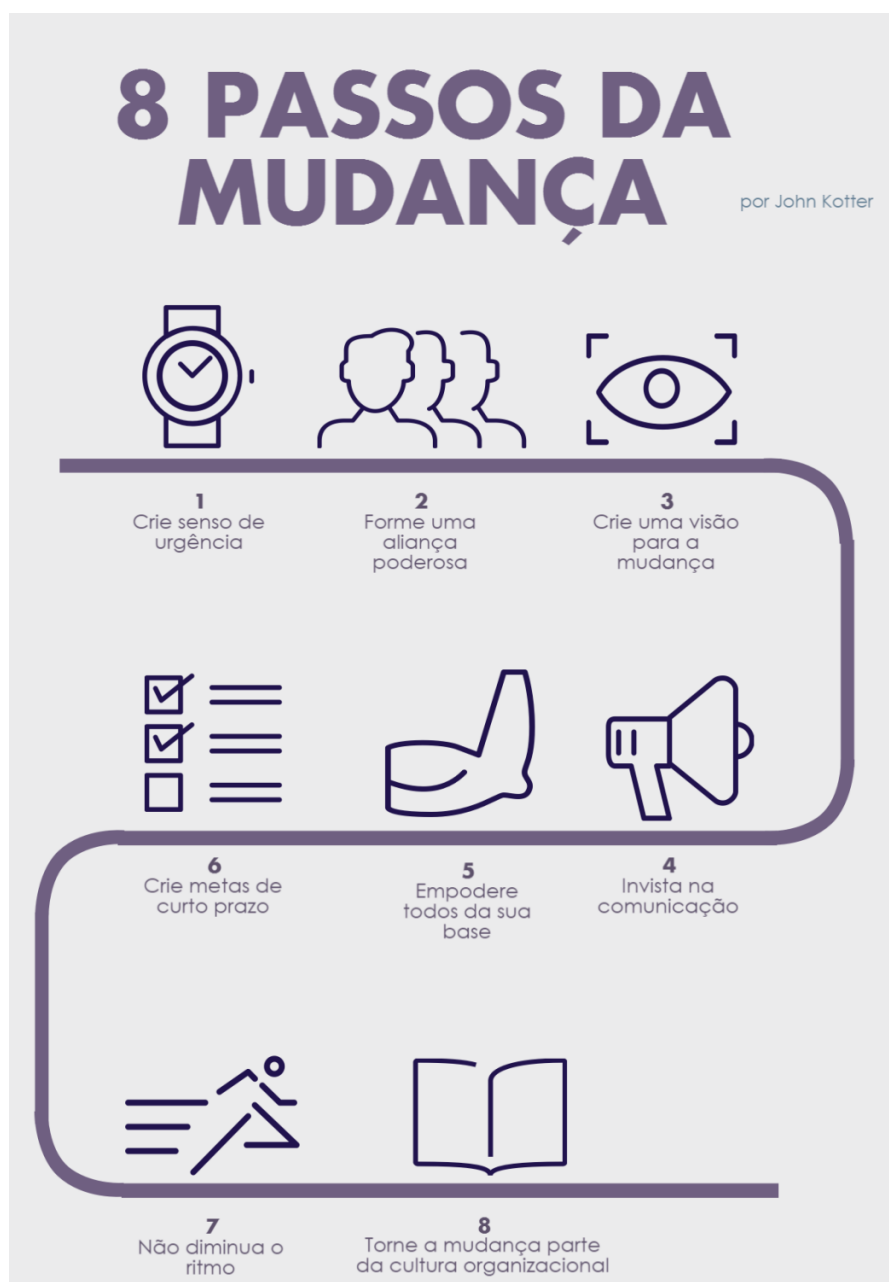 8 PASSOS DA
MUDANÇA
por John Kotter
1
Crie senso de
urgência
2
Forme uma
aliança
poderosa
3
Crie uma visão
para a
mudança
4
Invista na
comunicação
5
Empodere
todos da sua
base
6
Crie metas de
curto prazo
7
Não diminua o
ritmo
8
Torne a mudança parte
da cultura organizacional